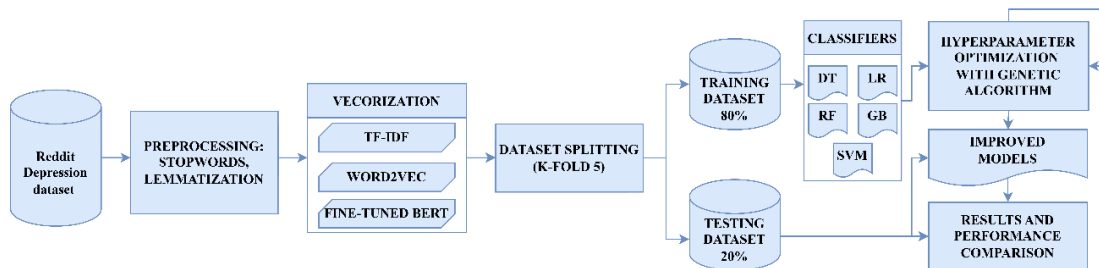 Reddit
Depression
dataset
PREPROCESSING:
STOPWORDS,
LEMMATIZATION
VECORIZATION
TF-IDF
WORD2VEC
FINE-TUNED BERT
DATASET SPLITTING
(K-FOLD 5)
TRAINING
DATASET
80%
TESTING
DATASET
20%
CLASSIFIERS
DT
LR
RF
GB
SVM
HYPERPARAMETER
OPTIMIZATION
WITH GENETIC
ALGORITHM
IMPROVED
MODELS
RESULTS AND
PERFORMANCE
COMPARISON